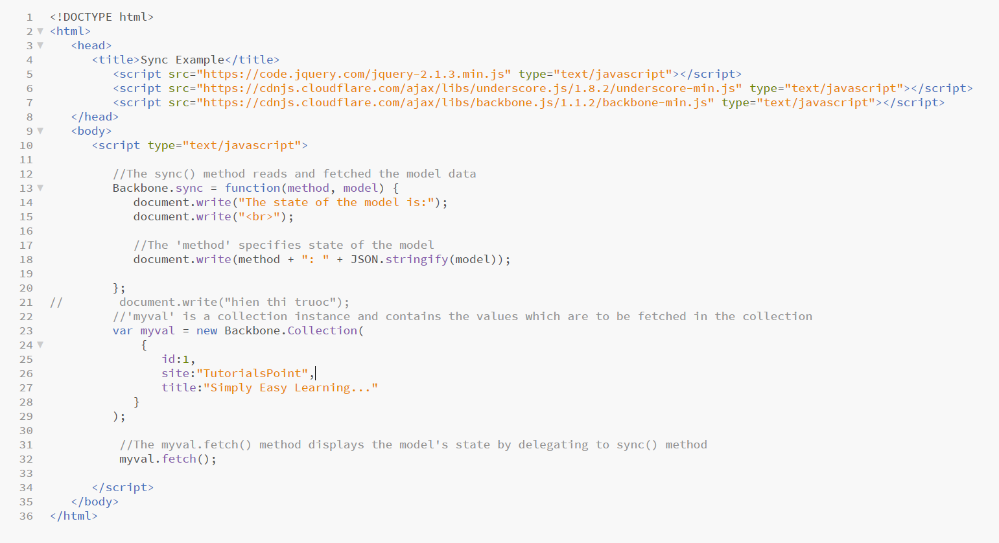 1 <!DOCTYPE html>
2 <html>
3 <head>
4 <title>Sync Example</title>
5 <script src="https://code.jquery.com/jquery-2.1.3.min.js" type="text/javascript"></script>
6 <script src="https://cdnjs.cloudflare.com/ajax/libs/underscore.js/1.8.2/underscore-min.js" type="text/javascript"></script>
7 <script src="https://cdnjs.cloudflare.com/ajax/libs/backbone.js/1.1.2/backbone-min.js" type="text/javascript"></script>
8 </head>
9 <body>
10 <script type="text/javascript">
11
12 //The sync() method reads and fetched the model data
13 Backbone.sync = function(method, model) {
14 document.write("The state of the model is:");
15 document.write("<br>");
16
17 //The 'method' specifies state of the model
18 document.write(method + ": " + JSON.stringify(model));
19
20 };
21 // document.write("hien thi truoc");
22 //'myval' is a collection instance and contains the values which are to be fetched in the collection
23 var myval = new Backbone.Collection(
24 {
25 id:1,
26 site:"TutorialsPoint",
27 title:"Simply Easy Learning..."
28 }
29 );
30
31 //The myval.fetch() method displays the model's state by delegating to sync() method
32 myval.fetch();
33
34 </script>
35 </body>
36 </html>